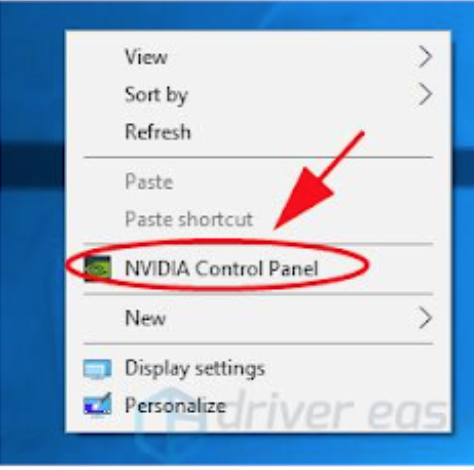 View
Sort by
Refresh
Paste
Paste shortcut
NVIDIA Control Panel
New
Display settings
Personalize
driver eas